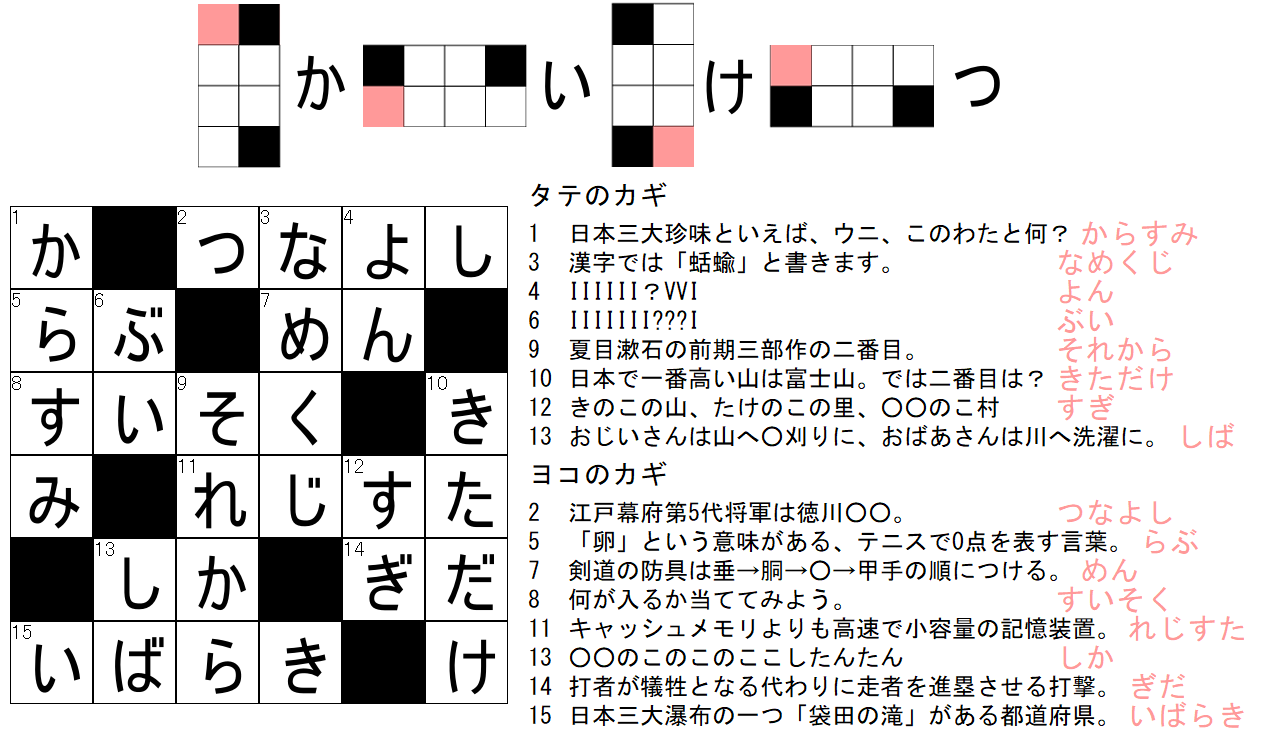 か い け つ
タテのカギ
1 日本三大珍味といえば、ウニ、このわたと何？ からすみ
3 漢字では「蛞蝓」と書きます。 なめくじ
4 IIIIII？VVI よん
6 IIIIIII???I ぶい
9 夏目漱石の前期三部作の二番目。 それから
10 日本で一番高い山は富士山。では二番目は？ きただけ
12 きのこの山、たけのこの里、〇〇のこ村 すぎ
13 おじいさんは山へ〇刈りに、おばあさんは川へ洗濯に。 しば
ヨコのカギ
2 江戸幕府第5代将軍は徳川〇〇。 つなよし
5 「卵」という意味がある、テニスで0点を表す言葉。 らぶ
7 剣道の防具は垂→胴→〇→甲手の順につける。 めん
8 何が入るか当ててみよう。 すいそく
11 キャッシュメモリよりも高速で小容量の記憶装置。 れじすた
13 〇〇のこのこのここしたんたん しか
14 打者が犠牲となる代わりに走者を進塁させる打撃。 ぎだ
15 日本三大瀑布の一つ「袋田の滝」がある都道府県。 いばらき
1 か 2 つ 3 な 4 よ し
5 ら 6 ぶ 7 め ん
8 す い 9 そ く 10 き
み 11 れ じ 12 す た
13 し か 14 ぎ だ
15 い ば ら き け